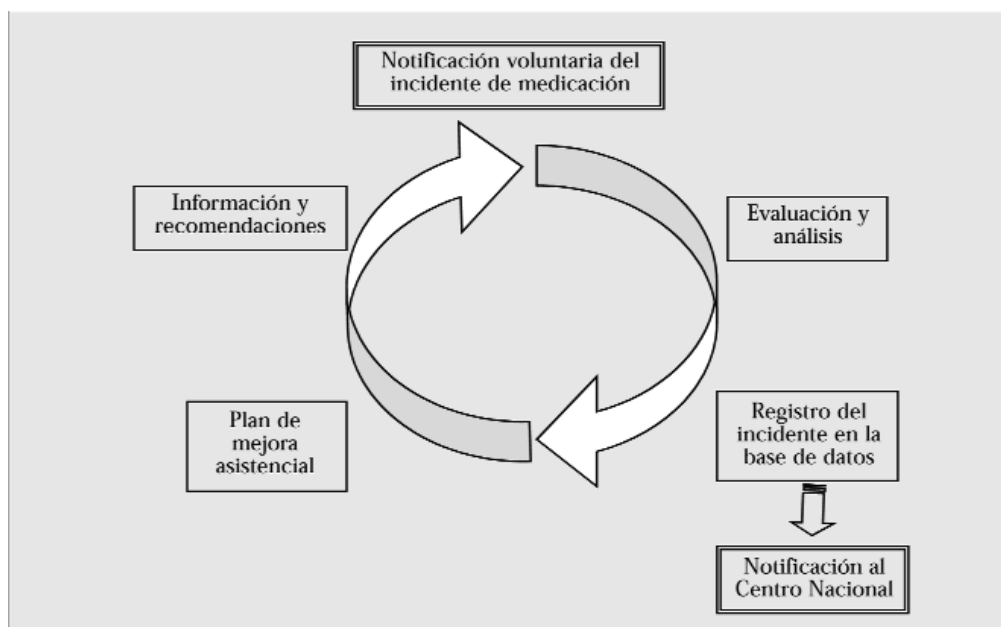 Notificación voluntaria del
incidente de medicación
Evaluación y
análisis
Registro del
incidente en la
base de datos
Notificación al
Centro Nacional
Plan de
mejora
asistencial
Información y
recomendaciones